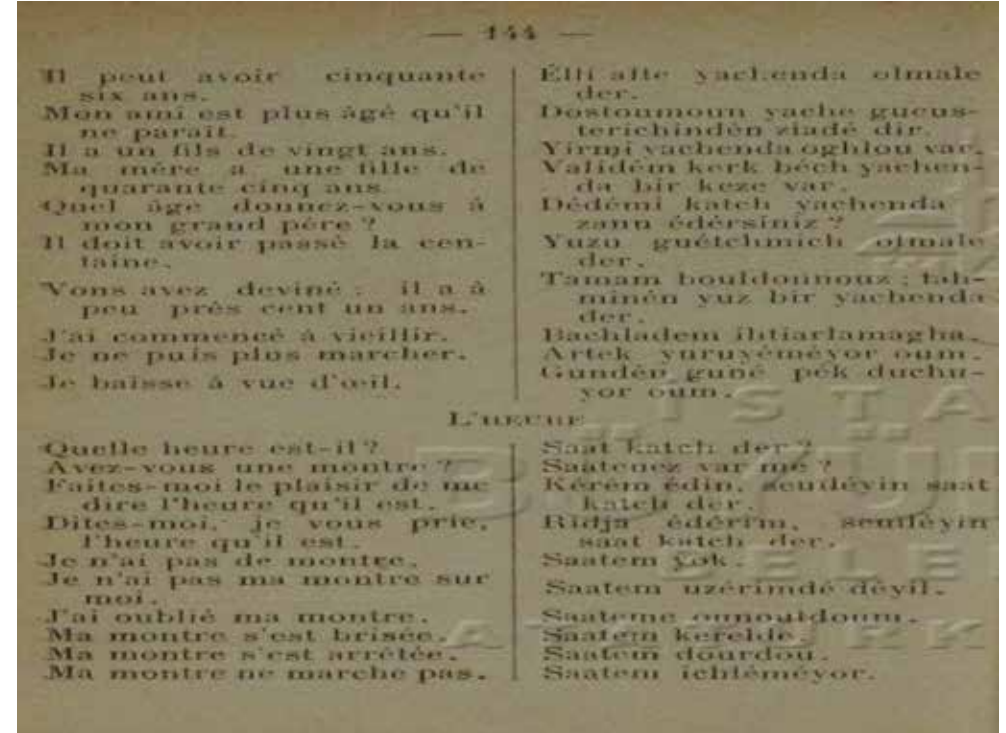 — 144 —
Il peut avoir cinquante
six ans.
Mon ami est plus âgé qu'il
ne parait.
Il a un fils de vingt ans.
Ma mère a une fille de
quarante cinq ans
Quel âge donnez-vous à
mon grand père ?
Il doit avoir passé la cen-
taine.
Vous avez deviné ; il a à
peu près cent un ans.
J'ai commencé à vieillir.
Je ne puis plus marcher.
Je baisse à vue d'œil.
Élli alte yachenda olmale
der.
Dostoumoun yache gueus-
terichindén ziadé dir.
Yirmi yachenda oghlou var.
Validém kerk béch yachen-
da bir keze var.
Dédémi katch yachenda
zann édérsiniz ?
Yuzu guétchmich olmale
der.
Tamam bouldounouz ; tah-
minén yuz bir yachenda
der.
Bachladem ihtiarlamagha.
Artek yuruyéméyor oum.
Gundén guné pék duchu-
yor oum.
L'HEURE
Quelle heure est-il ?
Avez-vous une montre ?
Faites-moi le plaisir de me
dire l'heure qu'il est.
Dites-moi, je vous prie,
l'heure qu'il est.
Je n'ai pas de montre.
Je n'ai pas ma montre sur
moi.
J'ai oublié ma montre.
Ma montre s'est brisée.
Ma montre s'est arrêtée.
Ma montre ne marche pas.
Saat katch der ?
Saatenez var me ?
Kérém édin, seuiléyin saat
katch der.
Ridja édérim, seuiléyin
saat katch der.
Saatem yok.
Saatem uzérimdé déyil.
Saateme ounoutdoum.
Saatem kerelde.
Saatem dourdou.
Saatem ichléméyor.